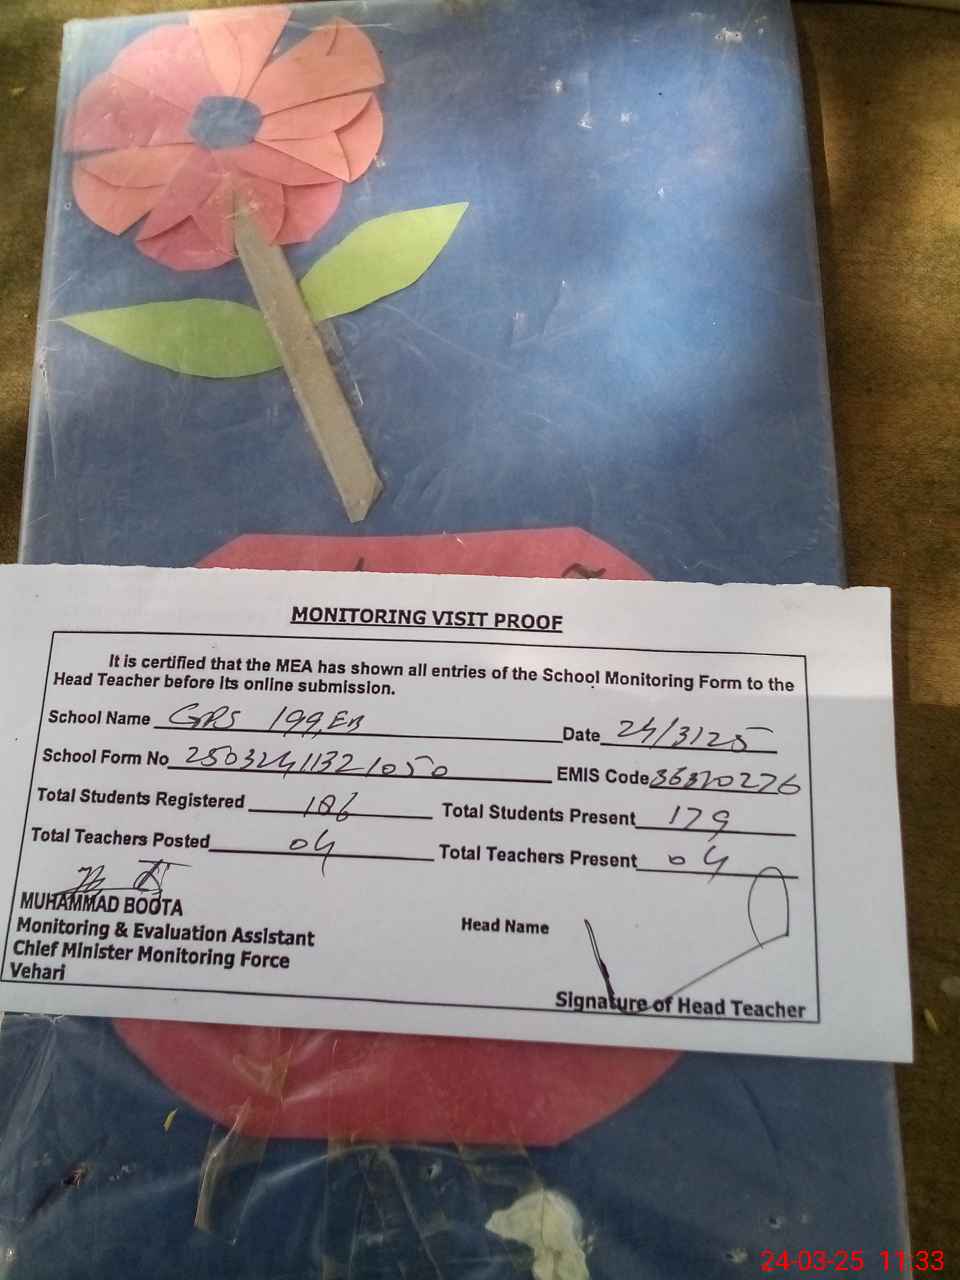 MONITORING VISIT PROOF
It is certified that the MEA has shown all entries of the School Monitoring Form to the
Head Teacher before its online submission.
School Name GPS 199, EB Date 24/3/25
School Form No 25032411321050 EMIS Code 36320276
Total Students Registered 186 Total Students Present 179
Total Teachers Posted 04 Total Teachers Present 04
MUHAMMAD BOOTA
Monitoring & Evaluation Assistant
Chief Minister Monitoring Force
Vehari
Head Name
Signature of Head Teacher
24-03-25 11:33